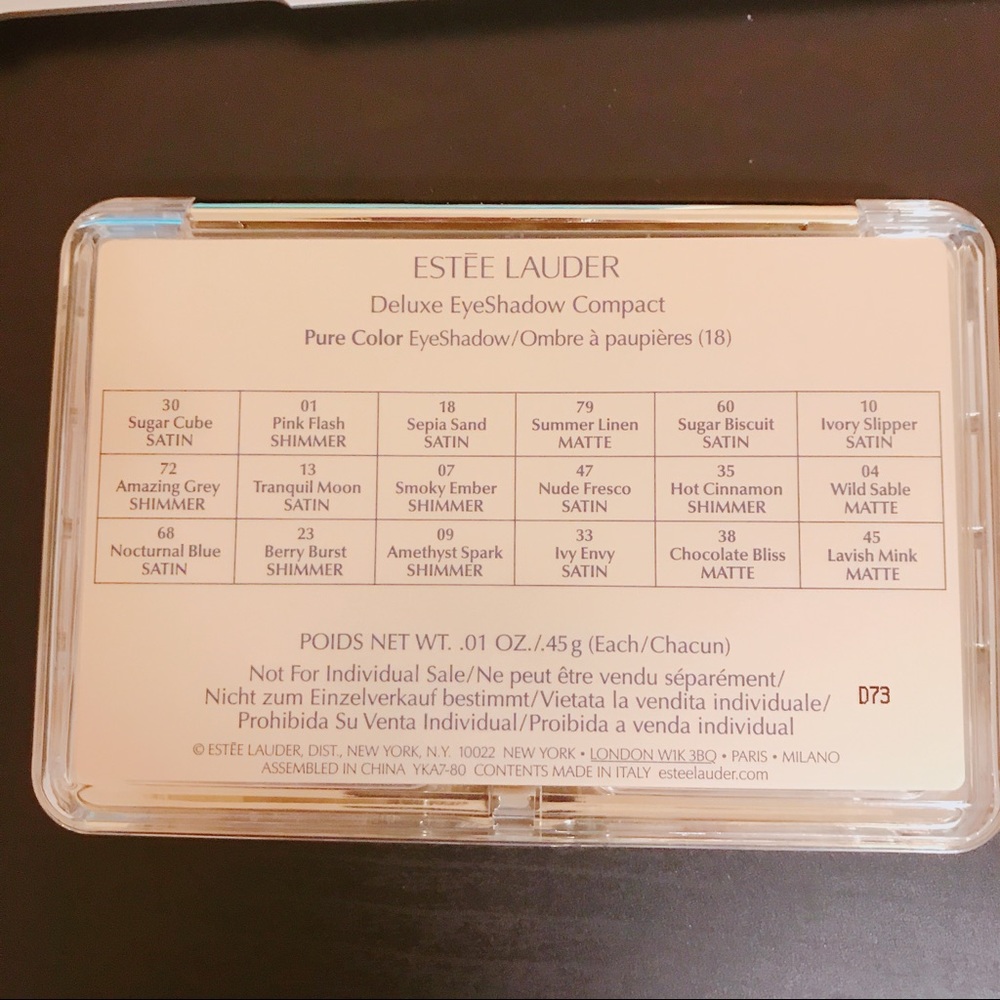 ESTĒE LAUDER
Deluxe EyeShadow Compact
Pure Color EyeShadow/Ombre à paupières (18)
30 01 18 79 60 10
Sugar Cube Pink Flash Sepia Sand Summer Linen Sugar Biscuit Ivory Slipper
SATIN SHIMMER SATIN MATTE SATIN SATIN
72 13 07 47 35 04
Amazing Grey Tranquil Moon Smoky Ember Nude Fresco Hot Cinnamon Wild Sable
SHIMMER SATIN SHIMMER SATIN SHIMMER MATTE
68 23 09 33 38 45
Nocturnal Blue Berry Burst Amethyst Spark Ivy Envy Chocolate Bliss Lavish Mink
SATIN SHIMMER SHIMMER SATIN MATTE MATTE
POIDS NET WT. .01 OZ./.45 g (Each/Chacun)
Not For Individual Sale/Ne peut être vendu séparément/
Nicht zum Einzelverkauf bestimmt/Vietata la vendita individuale/
Prohibida Su Venta Individual/Proibida a venda individual
D73
© ESTĒE LAUDER, DIST., NEW YORK, N.Y. 10022 NEW YORK • LONDON W1K 3BQ • PARIS • MILANO
ASSEMBLED IN CHINA YKA7-80 CONTENTS MADE IN ITALY esteelauder.com